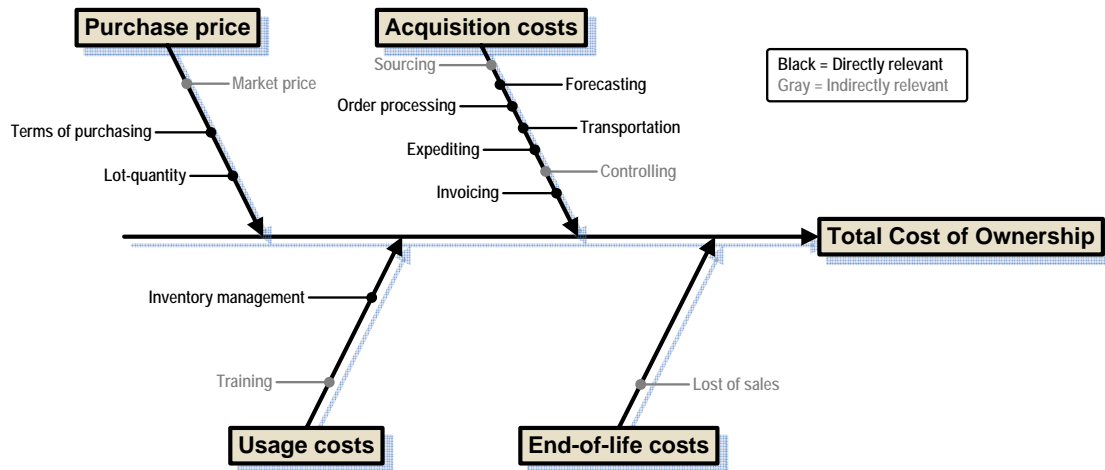 Purchase price
Acquisition costs
Sourcing
Black = Directly relevant
Gray = Indirectly relevant
Market price
Forecasting
Order processing
Terms of purchasing
Transportation
Expediting
Lot-quantity
Controlling
Invoicing
Total Cost of Ownership
Inventory management
Training
Lost of sales
Usage costs
End-of-life costs